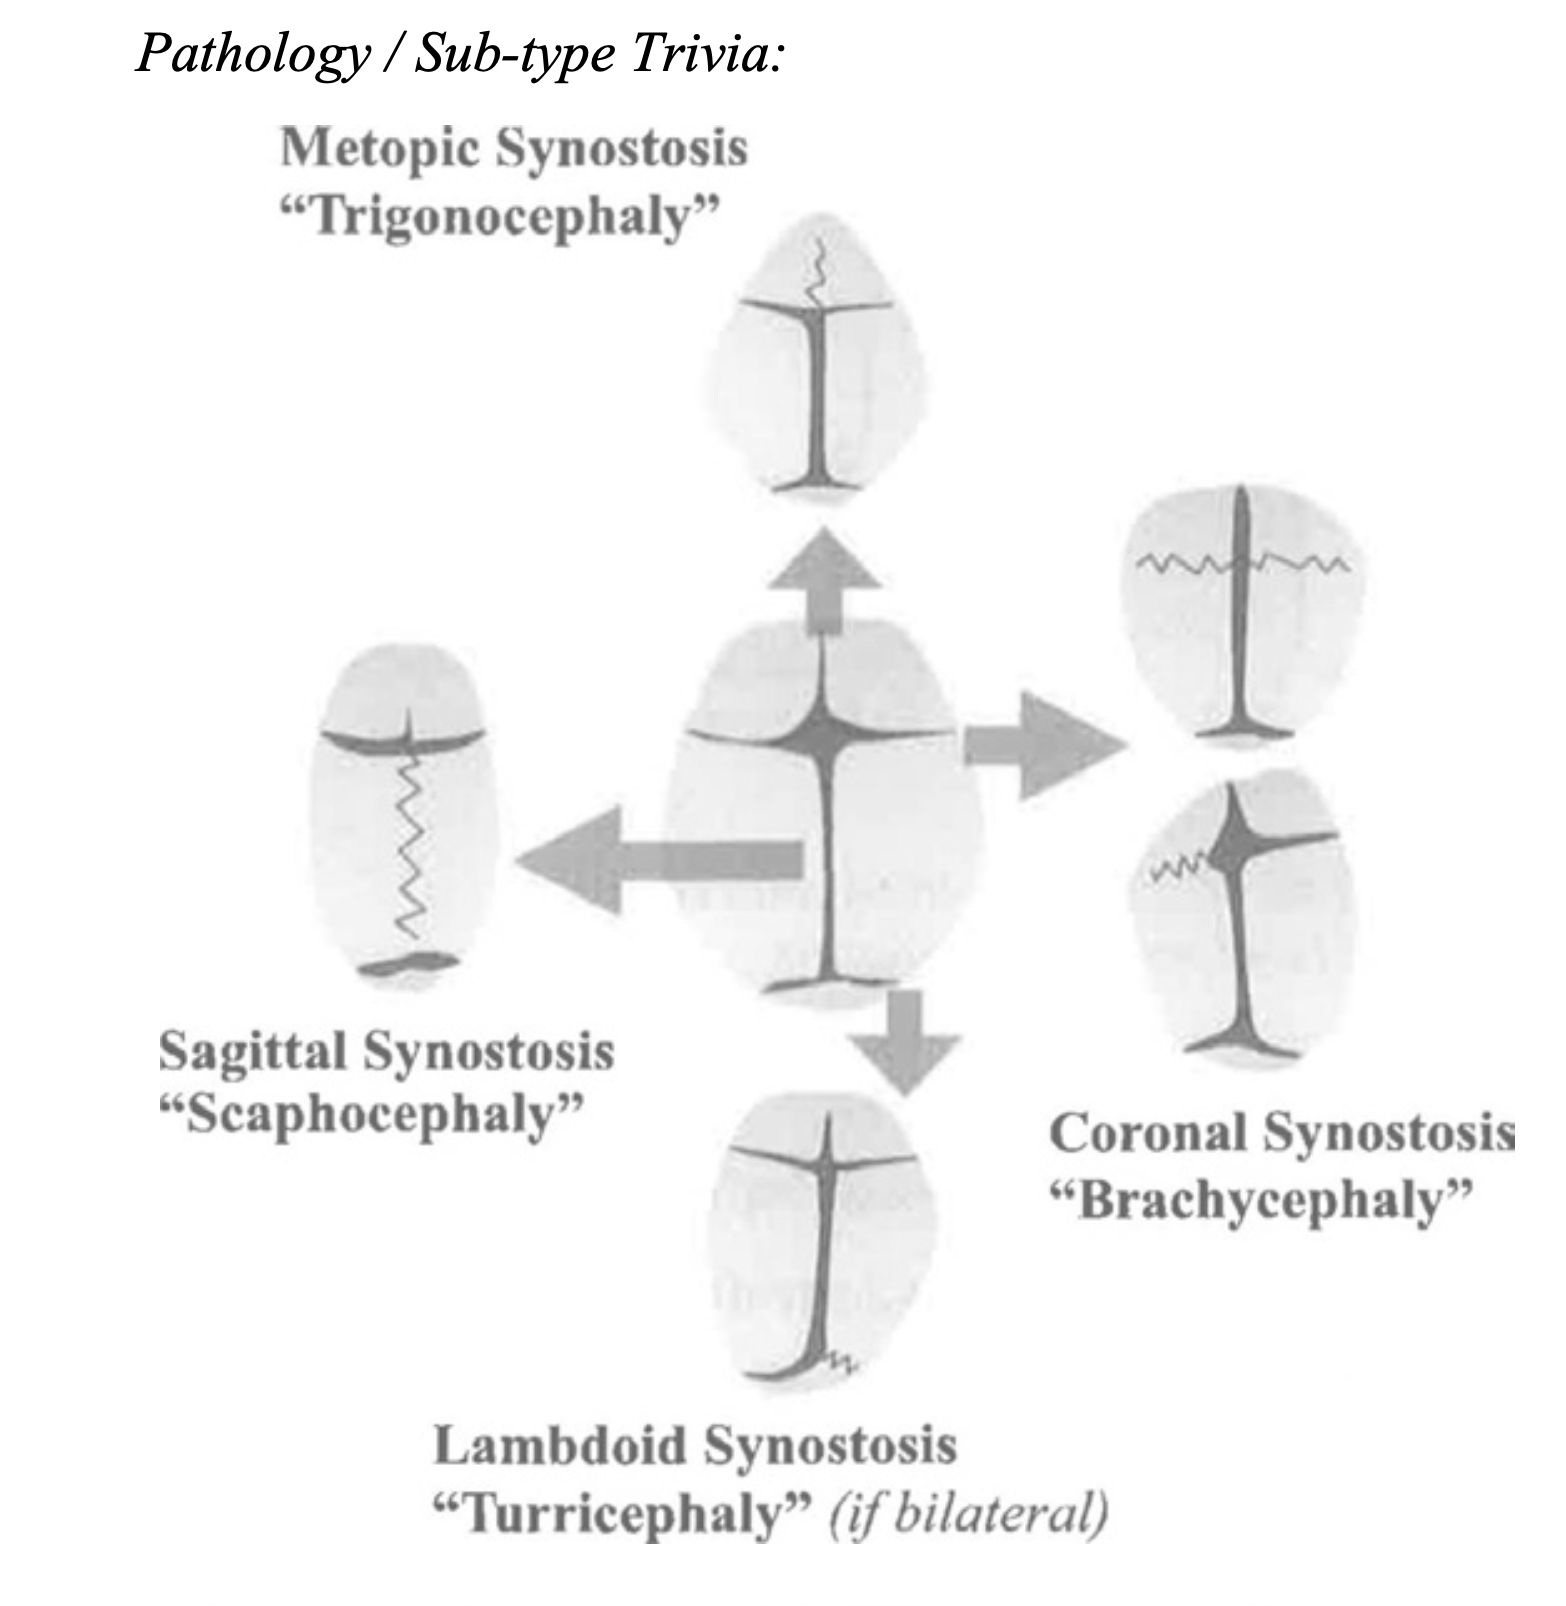 Pathology / Sub-type Trivia:
Metopic Synostosis
“Trigonocephaly”
Sagittal Synostosis
“Scaphocephaly”
Coronal Synostosis
“Brachycephaly”
Lambdoid Synostosis
“Turricephaly” (if bilateral)